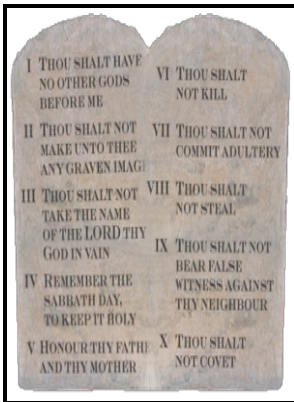 I THOU SHALT HAVE
NO OTHER GODS
BEFORE ME
II THOU SHALT NOT
MAKE UNTO THEE
ANY GRAVEN IMAG
III THOU SHALT NOT
TAKE THE NAME
OF THE LORD THY
GOD IN VAIN
IV REMEMBER THE
SABBATH DAY,
TO KEEP IT HOLY
V HONOUR THY FATHE
AND THY MOTHER
VI THOU SHALT
NOT KILL
VII THOU SHALT NOT
COMMIT ADULTERY
VIII THOU SHALT
NOT STEAL
IX THOU SHALT NOT
BEAR FALSE
WITNESS AGAINST
THY NEIGHBOUR
X THOU SHALT
NOT COVET